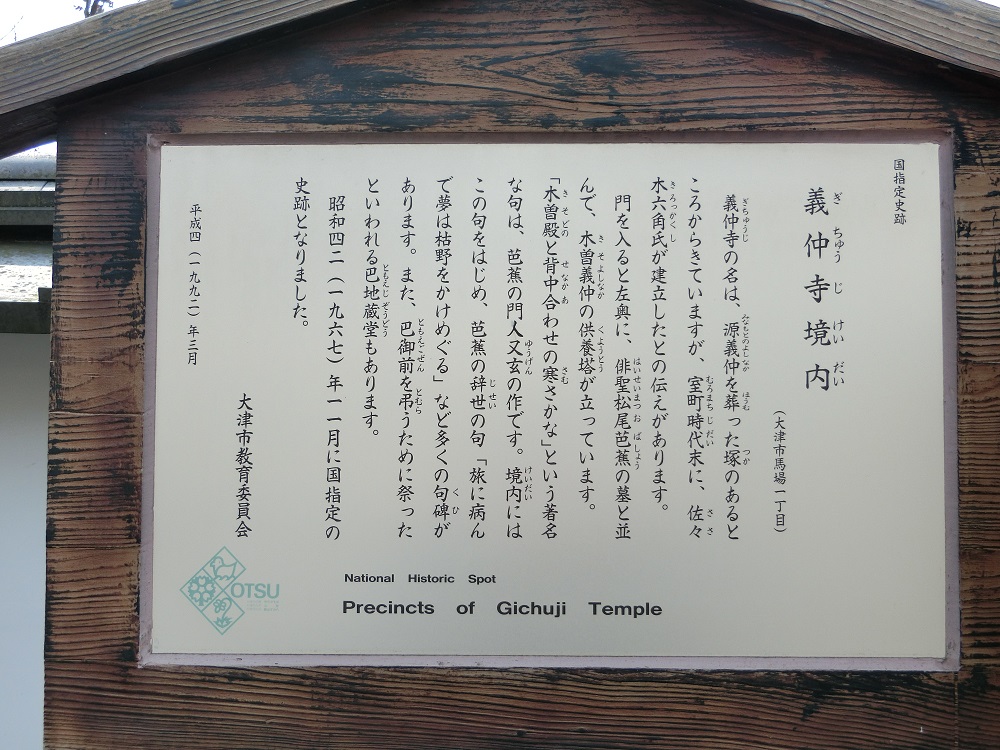 国指定史跡
義仲寺境内
（大津市馬場一丁目）
義仲寺の名は、源義仲を葬った塚のあると
ころからきていますが、室町時代末に、佐々
木六角氏が建立したとの伝えがあります。
門を入ると左奥に、俳聖松尾芭蕉の墓と並
んで、木曽義仲の供養塔が立っています。
「木曽殿と背中合わせの寒さかな」という著名
な句は、芭蕉の門人又玄の作です。境内には
この句をはじめ、芭蕉の辞世の句「旅に病ん
で夢は枯野をかけめぐる」など多くの句碑が
あります。また、巴御前を弔うために祭った
といわれる巴地蔵堂もあります。
昭和四二（一九六七）年一一月に国指定の
史跡となりました。
平成四（一九九二）年三月
大津市教育委員会
National Historic Spot
Precincts of Gichuji Temple
OTSU